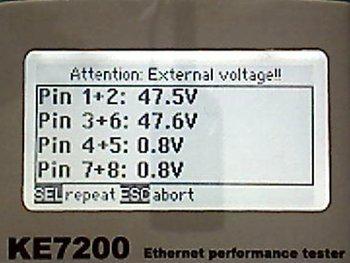 Attention: External voltage!!
Pin 1+2: 47.5V
Pin 3+6: 47.6V
Pin 4+5: 0.8V
Pin 7+8: 0.8V
SEL repeat ESC abort
KE7200 Ethernet performance tester